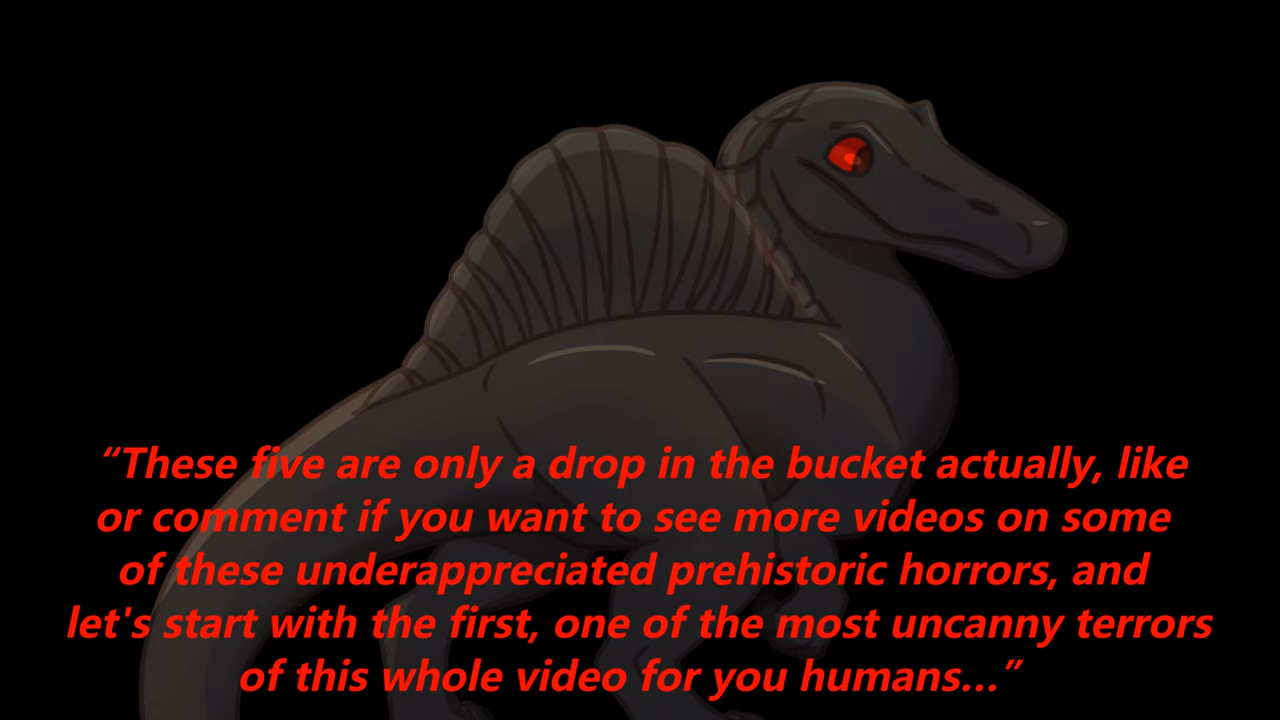 “These five are only a drop in the bucket actually, like
or comment if you want to see more videos on some
of these underappreciated prehistoric horrors, and
let's start with the first, one of the most uncanny terrors
of this whole video for you humans...”